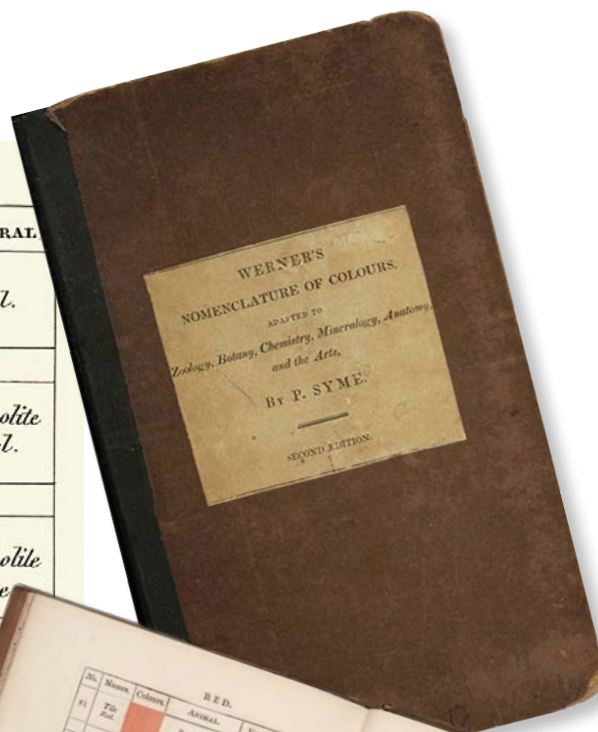 WERNER'S
NOMENCLATURE OF COLOURS,
ADAPTED TO
Zoology, Botany, Chemistry, Mineralogy, Anatomy,
and the Arts,
BY P. SYME.
SECOND EDITION.
RAL
l.
olite
l.
olite
e
RED.
No. Names. Colours. ANIMAL.
81 Tile Red.